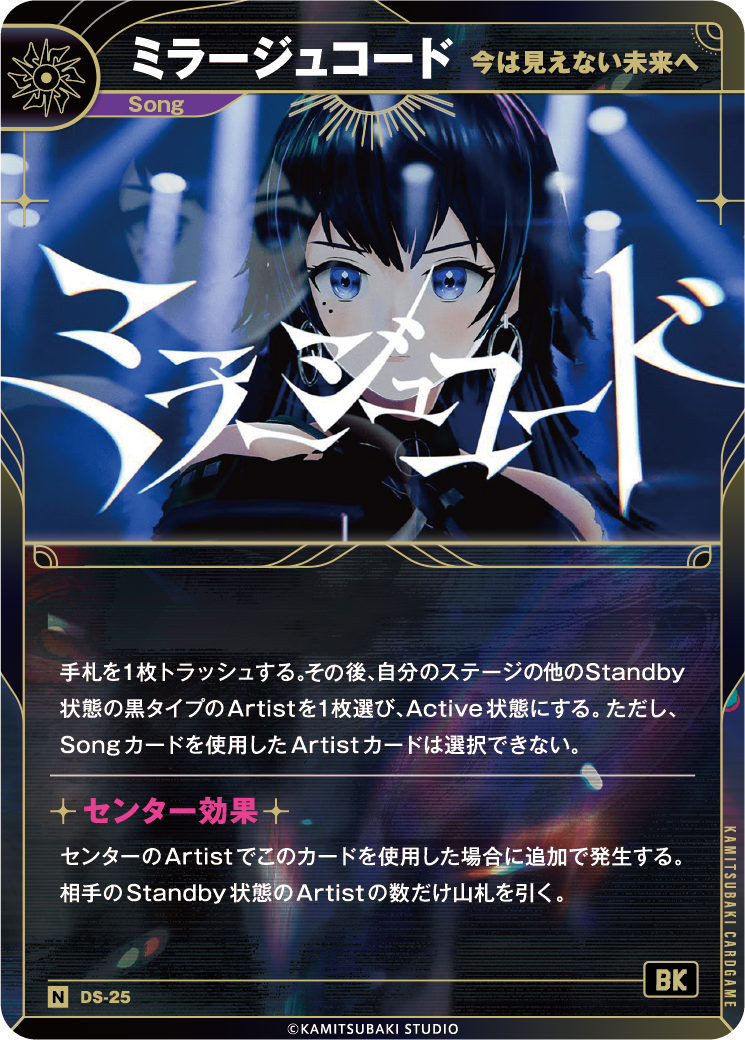 ミラージュコード 今は見えない未来へ
Song
ミラージュコード
手札を1枚トラッシュする。その後、自分のステージの他のStandby
状態の黒タイプのArtistを1枚選び、Active状態にする。ただし、
Songカードを使用したArtistカードは選択できない。
センター効果
センターのArtistでこのカードを使用した場合に追加で発生する。
相手のStandby状態のArtistの数だけ山札を引く。
KAMITSUBAKI CARDGAME
BK
N DS-25
©KAMITSUBAKI STUDIO